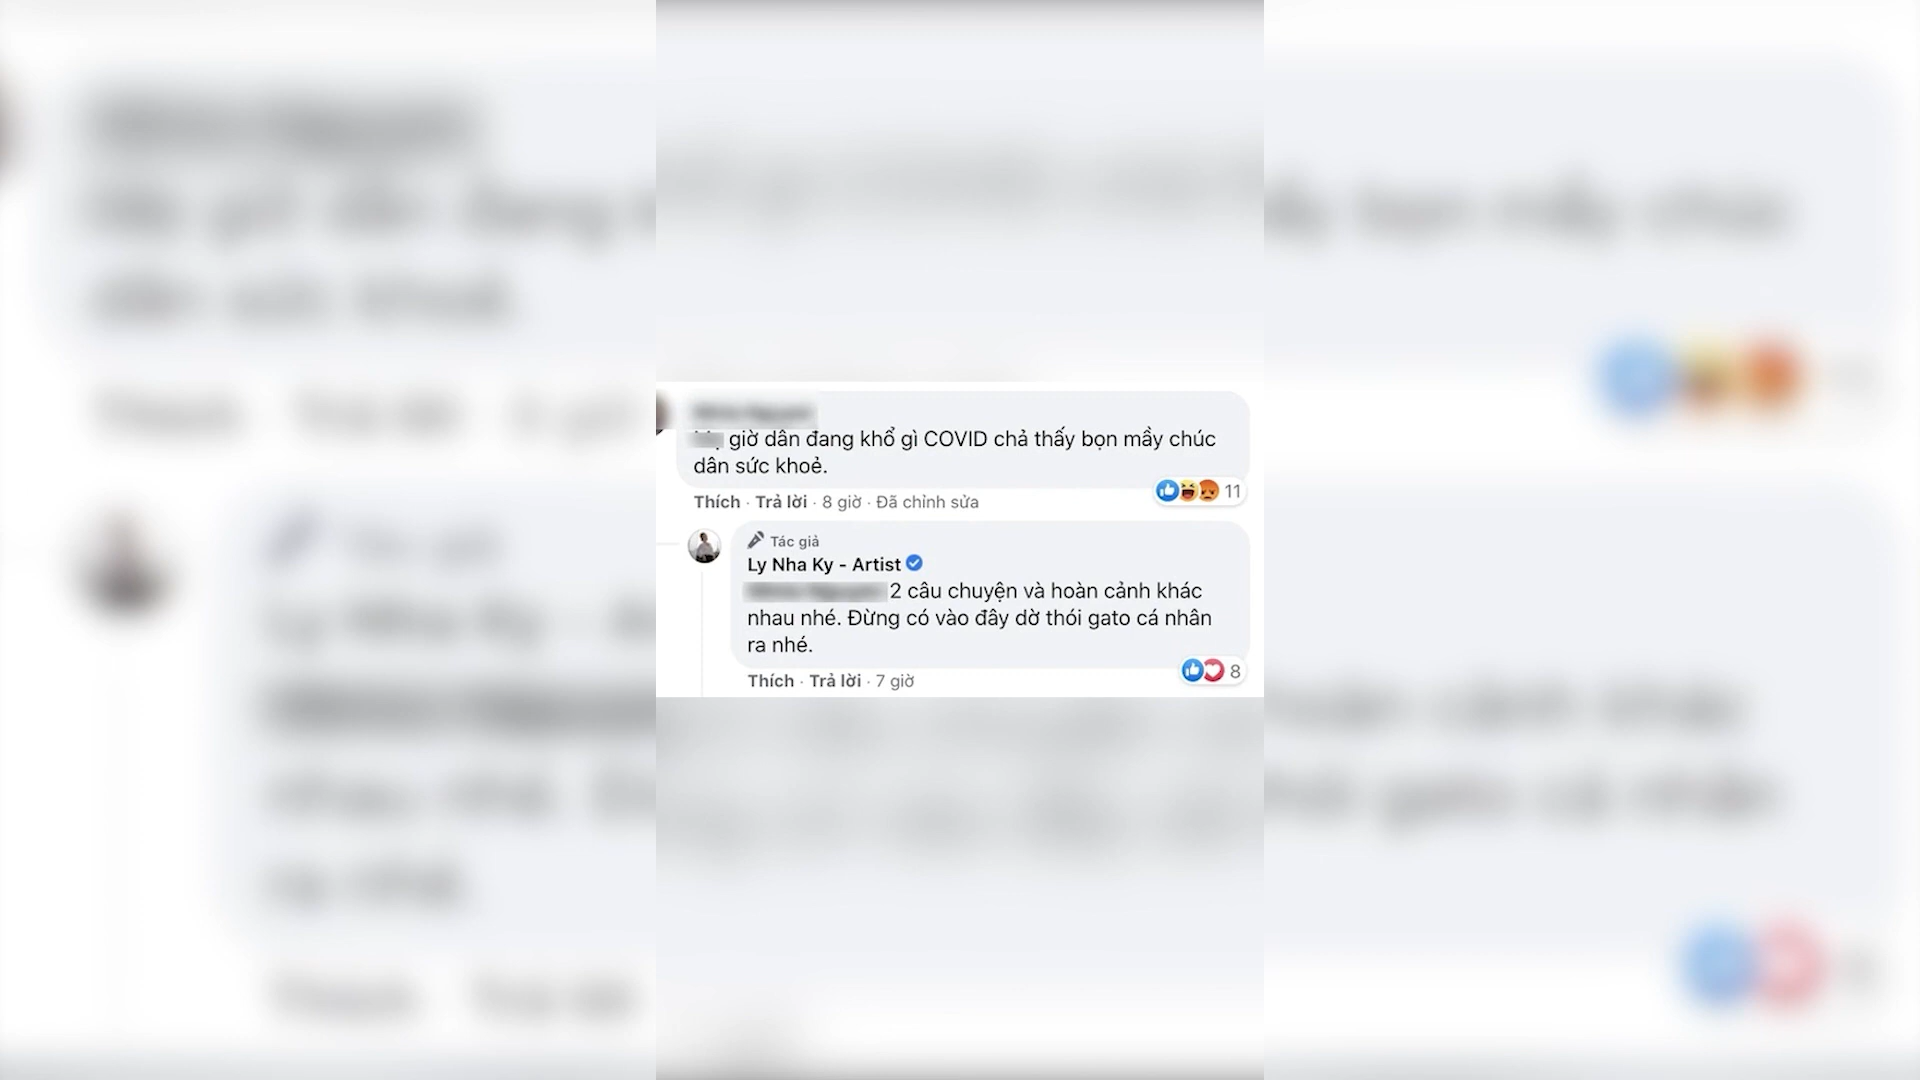 giờ dân đang khổ gì COVID chả thấy bọn mầy chúc
dân sức khoẻ.
Thích · Trả lời · 8 giờ · Đã chỉnh sửa
11
Tác giả
Ly Nha Ky - Artist
2 câu chuyện và hoàn cảnh khác
nhau nhé. Đừng có vào đây dở thói gato cá nhân
ra nhé.
Thích · Trả lời · 7 giờ
8